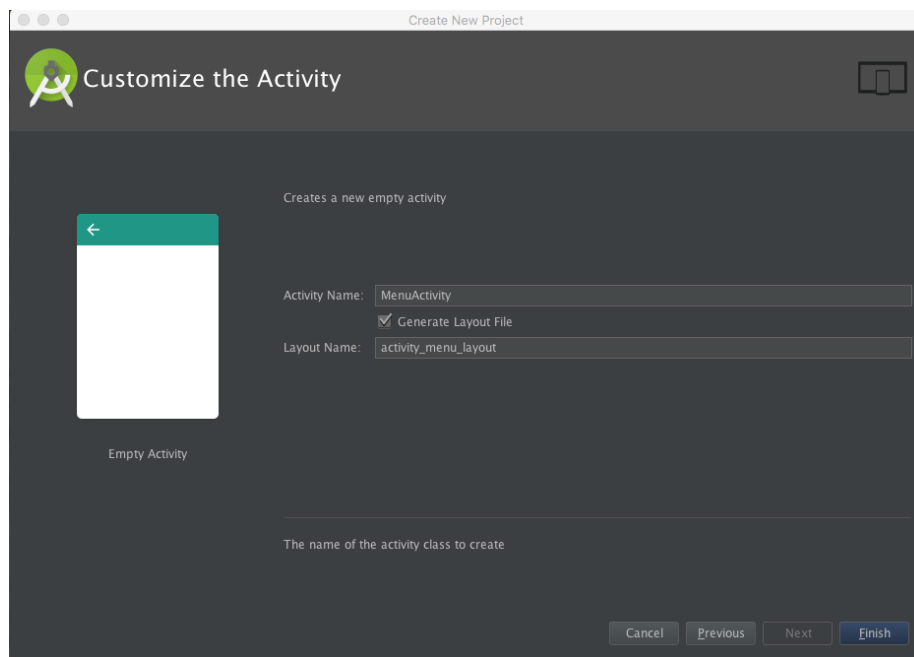 Create New Project
Customize the Activity
Creates a new empty activity
Activity Name: MenuActivity
Generate Layout File
Layout Name: activity_menu_layout
Empty Activity
The name of the activity class to create
Cancel Previous Next Finish